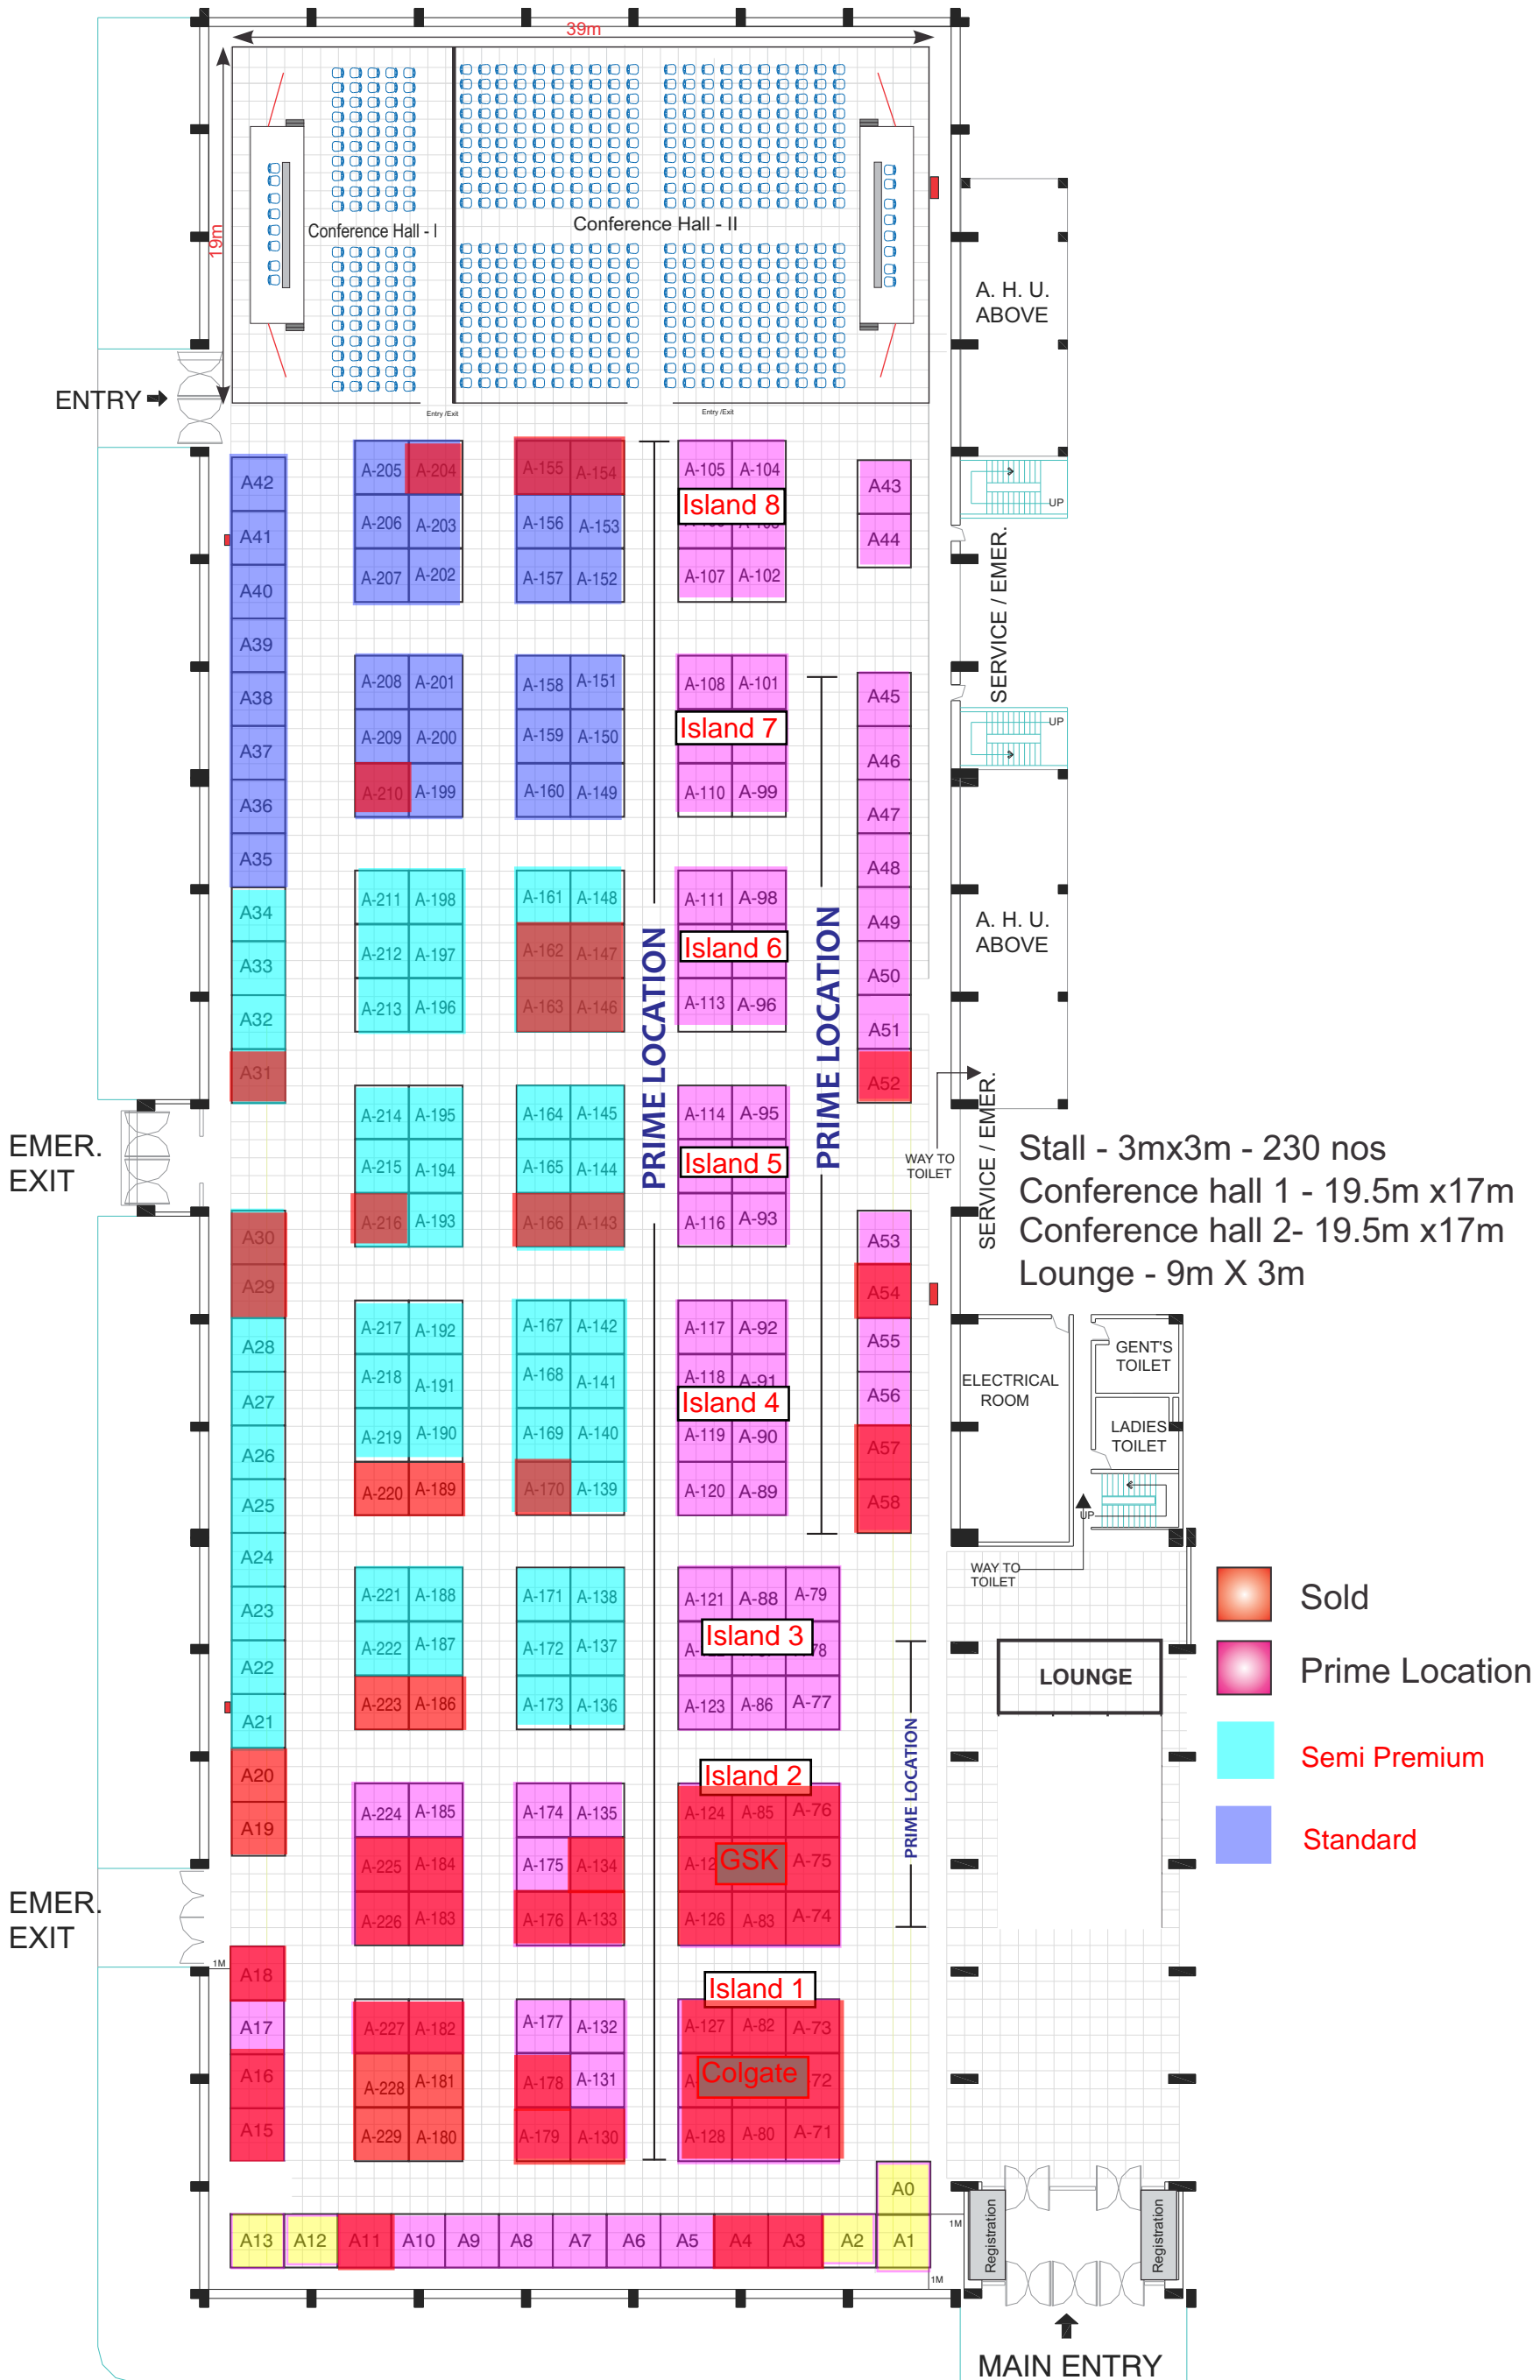 39m
19m
Conference Hall - I
Conference Hall - II
A. H. U.
ABOVE
ENTRY
Entry /Exit
Entry /Exit
UP
SERVICE / EMER.
UP
A42
A41
A40
A39
A38
A37
A36
A35
A34
A33
A32
A31
A30
A29
A28
A27
A26
A25
A24
A23
A22
A21
A20
A19
A18
A17
A16
A15
A-205 A-204
A-206 A-203
A-207 A-202
A-208 A-201
A-209 A-200
A-210 A-199
A-211 A-198
A-212 A-197
A-213 A-196
A-214 A-195
A-215 A-194
A-216 A-193
A-217 A-192
A-218 A-191
A-219 A-190
A-220 A-189
A-221 A-188
A-222 A-187
A-223 A-186
A-224 A-185
A-225 A-184
A-226 A-183
A-227 A-182
A-228 A-181
A-229 A-180
A-155 A-154
A-156 A-153
A-157 A-152
A-158 A-151
A-159 A-150
A-160 A-149
A-161 A-148
A-162 A-147
A-163 A-146
A-164 A-145
A-165 A-144
A-166 A-143
A-167 A-142
A-168 A-141
A-169 A-140
A-170 A-139
A-171 A-138
A-172 A-137
A-173 A-136
A-174 A-135
A-175 A-134
A-176 A-133
A-177 A-132
A-178 A-131
A-179 A-130
PRIME LOCATION
A-105 A-104
Island 8
A-107 A-102
A-108 A-101
Island 7
A-110 A-99
A-111 A-98
Island 6
A-113 A-96
A-114 A-95
Island 5
A-116 A-93
A-117 A-92
A-118 A-91
Island 4
A-119 A-90
A-120 A-89
A-121 A-88 A-79
Island 3
78
A-123 A-86 A-77
Island 2
A-124 A-85 A-76
GSK
A-75
A-126 A-83 A-74
Island 1
A-127 A-82 A-73
Colgate
72
A-128 A-80 A-71
PRIME LOCATION
PRIME LOCATION
A43
A44
A45
A46
A47
A48
A49
A50
A51
A52
A53
A54
A55
A56
A57
A58
A0
A13 A12 A11 A10 A9 A8 A7 A6 A5 A4 A3 A2 A1
A. H. U.
ABOVE
WAY TO
TOILET
SERVICE / EMER.
EMER.
EXIT
Stall - 3mx3m - 230 nos
Conference hall 1 - 19.5m x17m
Conference hall 2- 19.5m x17m
Lounge - 9m X 3m
ELECTRICAL
ROOM
GENT'S
TOILET
LADIES
TOILET
UP
WAY TO
TOILET
LOUNGE
Sold
Prime Location
Semi Premium
Standard
EMER.
EXIT
1M
1M
1M
Registration
Registration
MAIN ENTRY